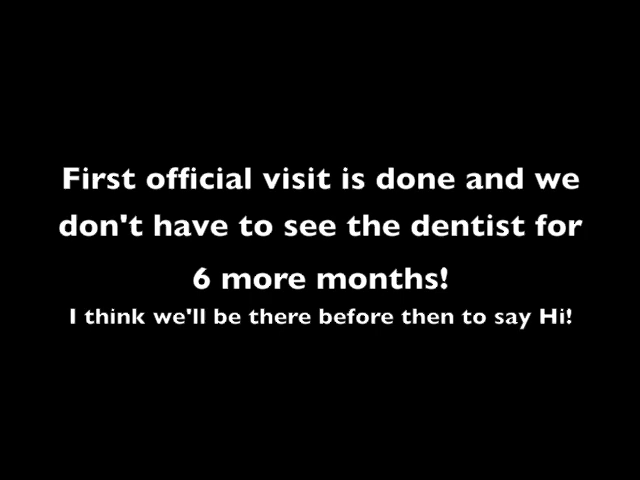 First official visit is done and we
don't have to see the dentist for
6 more months!
I think we'll be there before then to say Hi!